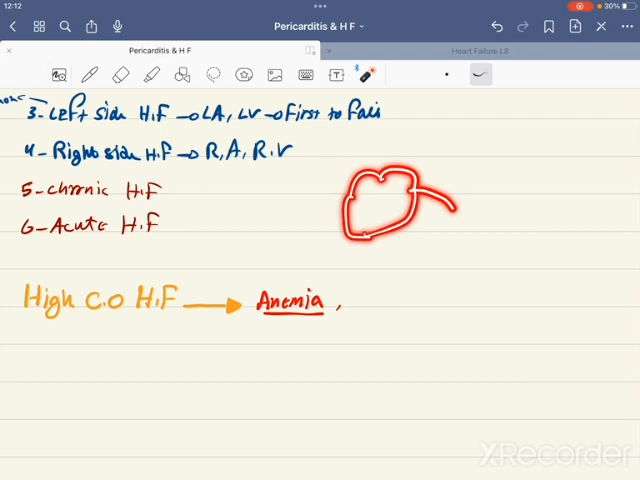 12:12
30%
Pericarditis & H F
Pericarditis & H F
Heart Failure L8
3-Left side H.F → LA, LV → First to Fails
4- Right side H.F → R,A, R.V
5-chronic H.F
6-Acute H.F
High C.O H.F → Anemia,
XRecorder